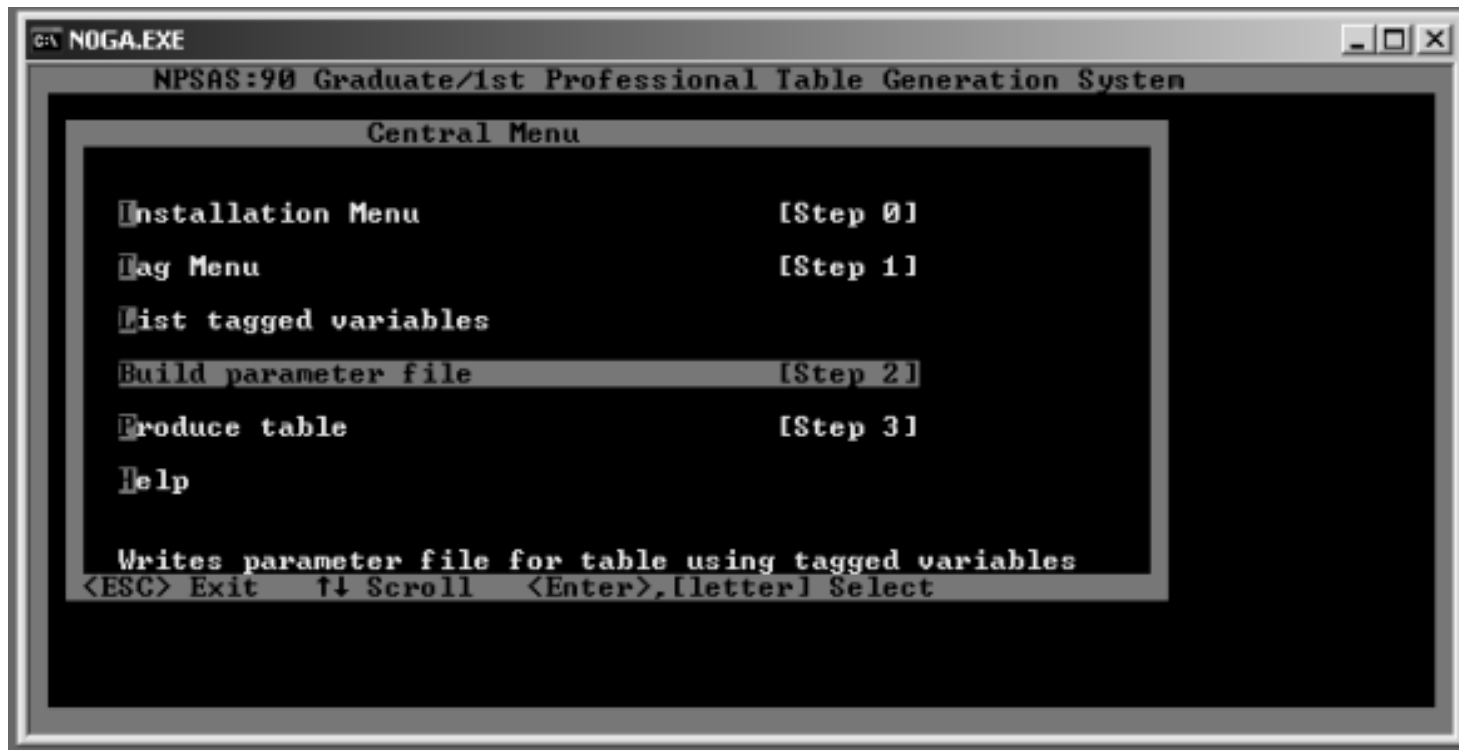 N0GA.EXE
NPSAS:90 Graduate/1st Professional Table Generation System
Central Menu
Installation Menu [Step 0]
Tag Menu [Step 1]
List tagged variables
Build parameter file [Step 2]
Produce table [Step 3]
Help
Writes parameter file for table using tagged variables
<ESC> Exit ↑↓ Scroll <Enter>,[letter] Select